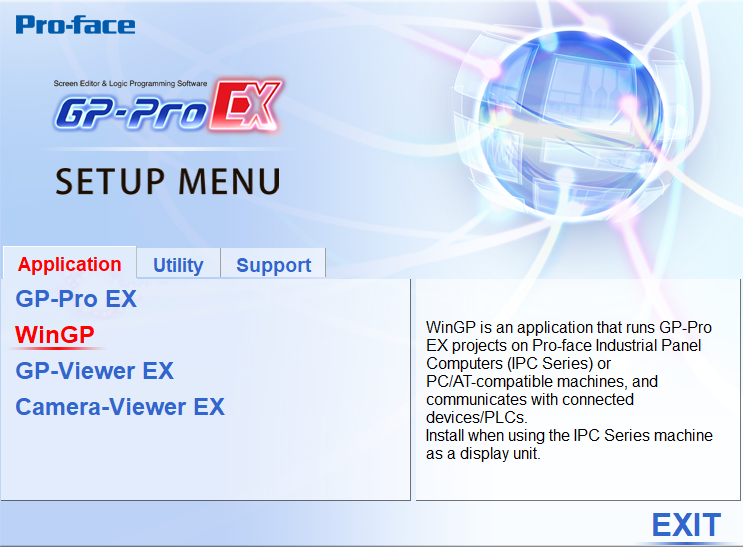 Pro-face
Screen Editor & Logic Programming Software
GP-Pro EX
SETUP MENU
Application
Utility
Support
GP-Pro EX
WinGP
GP-Viewer EX
Camera-Viewer EX
WinGP is an application that runs GP-Pro
EX projects on Pro-face Industrial Panel
Computers (IPC Series) or
PC/AT-compatible machines, and
communicates with connected
devices/PLCs.
Install when using the IPC Series machine
as a display unit.
EXIT